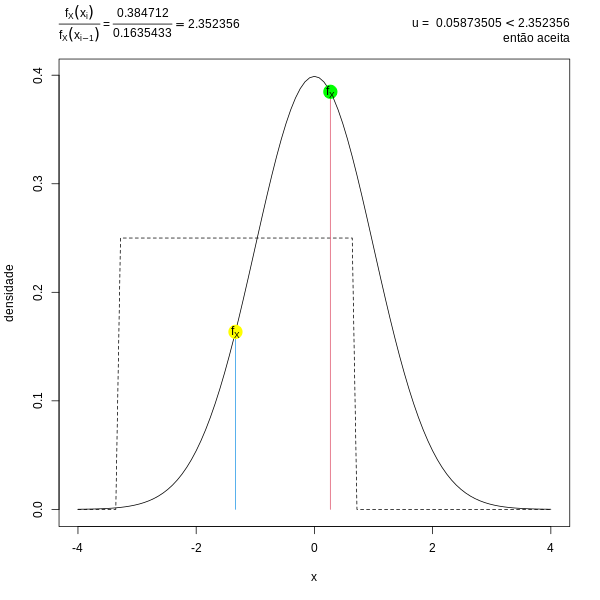 fX(xi) / fX(xi−1) = 0.384712 / 0.1635433 = 2.352356
u = 0.05873505 < 2.352356
então aceita
0.4
0.3
0.2
0.1
0.0
densidade
fX
fX
-4 -2 0 2 4
x